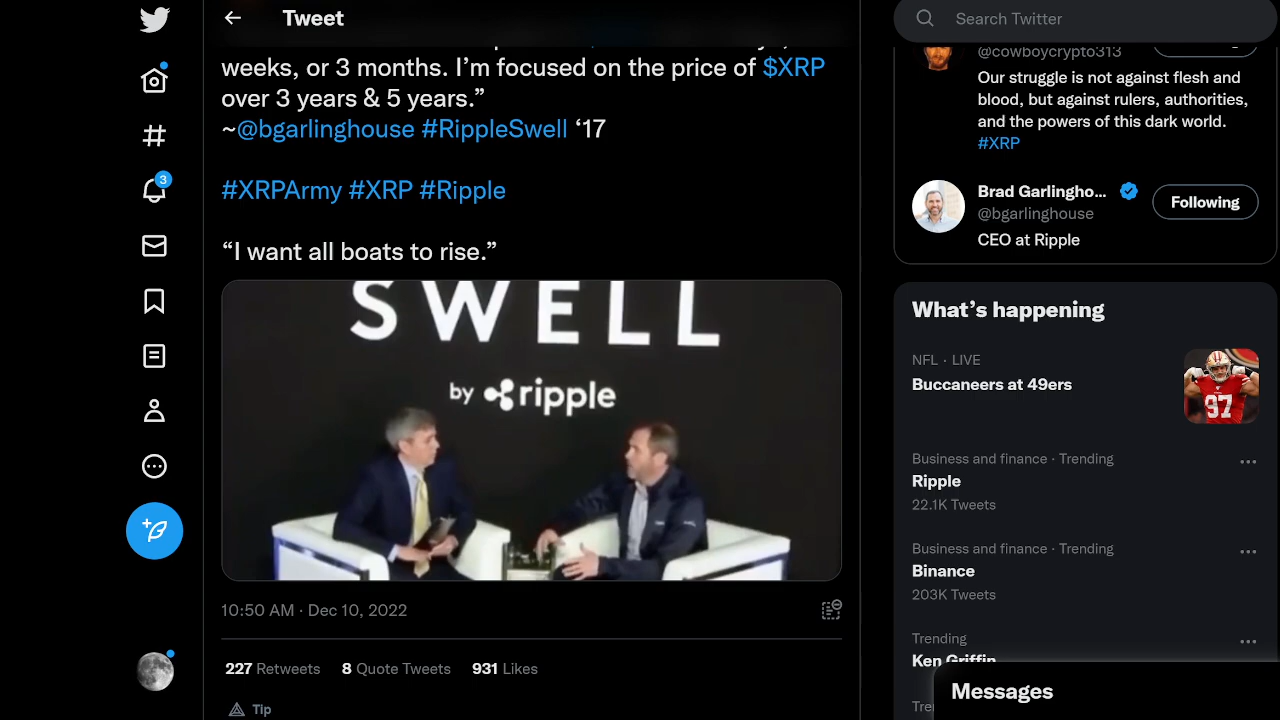 Tweet
weeks, or 3 months. I’m focused on the price of $XRP
over 3 years & 5 years.”
~@bgarlinghouse #RippleSwell ‘17
#XRPArmy #XRP #Ripple
“I want all boats to rise.”
SWELL
by ripple
10:50 AM · Dec 10, 2022
227 Retweets 8 Quote Tweets 931 Likes
Tip
3
Search Twitter
@cowboycrypto313
Our struggle is not against flesh and
blood, but against rulers, authorities,
and the powers of this dark world.
#XRP
Brad Garlingho...
@bgarlinghouse
Following
CEO at Ripple
What’s happening
NFL · LIVE
Buccaneers at 49ers
97
Business and finance · Trending
Ripple
22.1K Tweets
Business and finance · Trending
Binance
203K Tweets
Trending
Ken Griffin
Messages